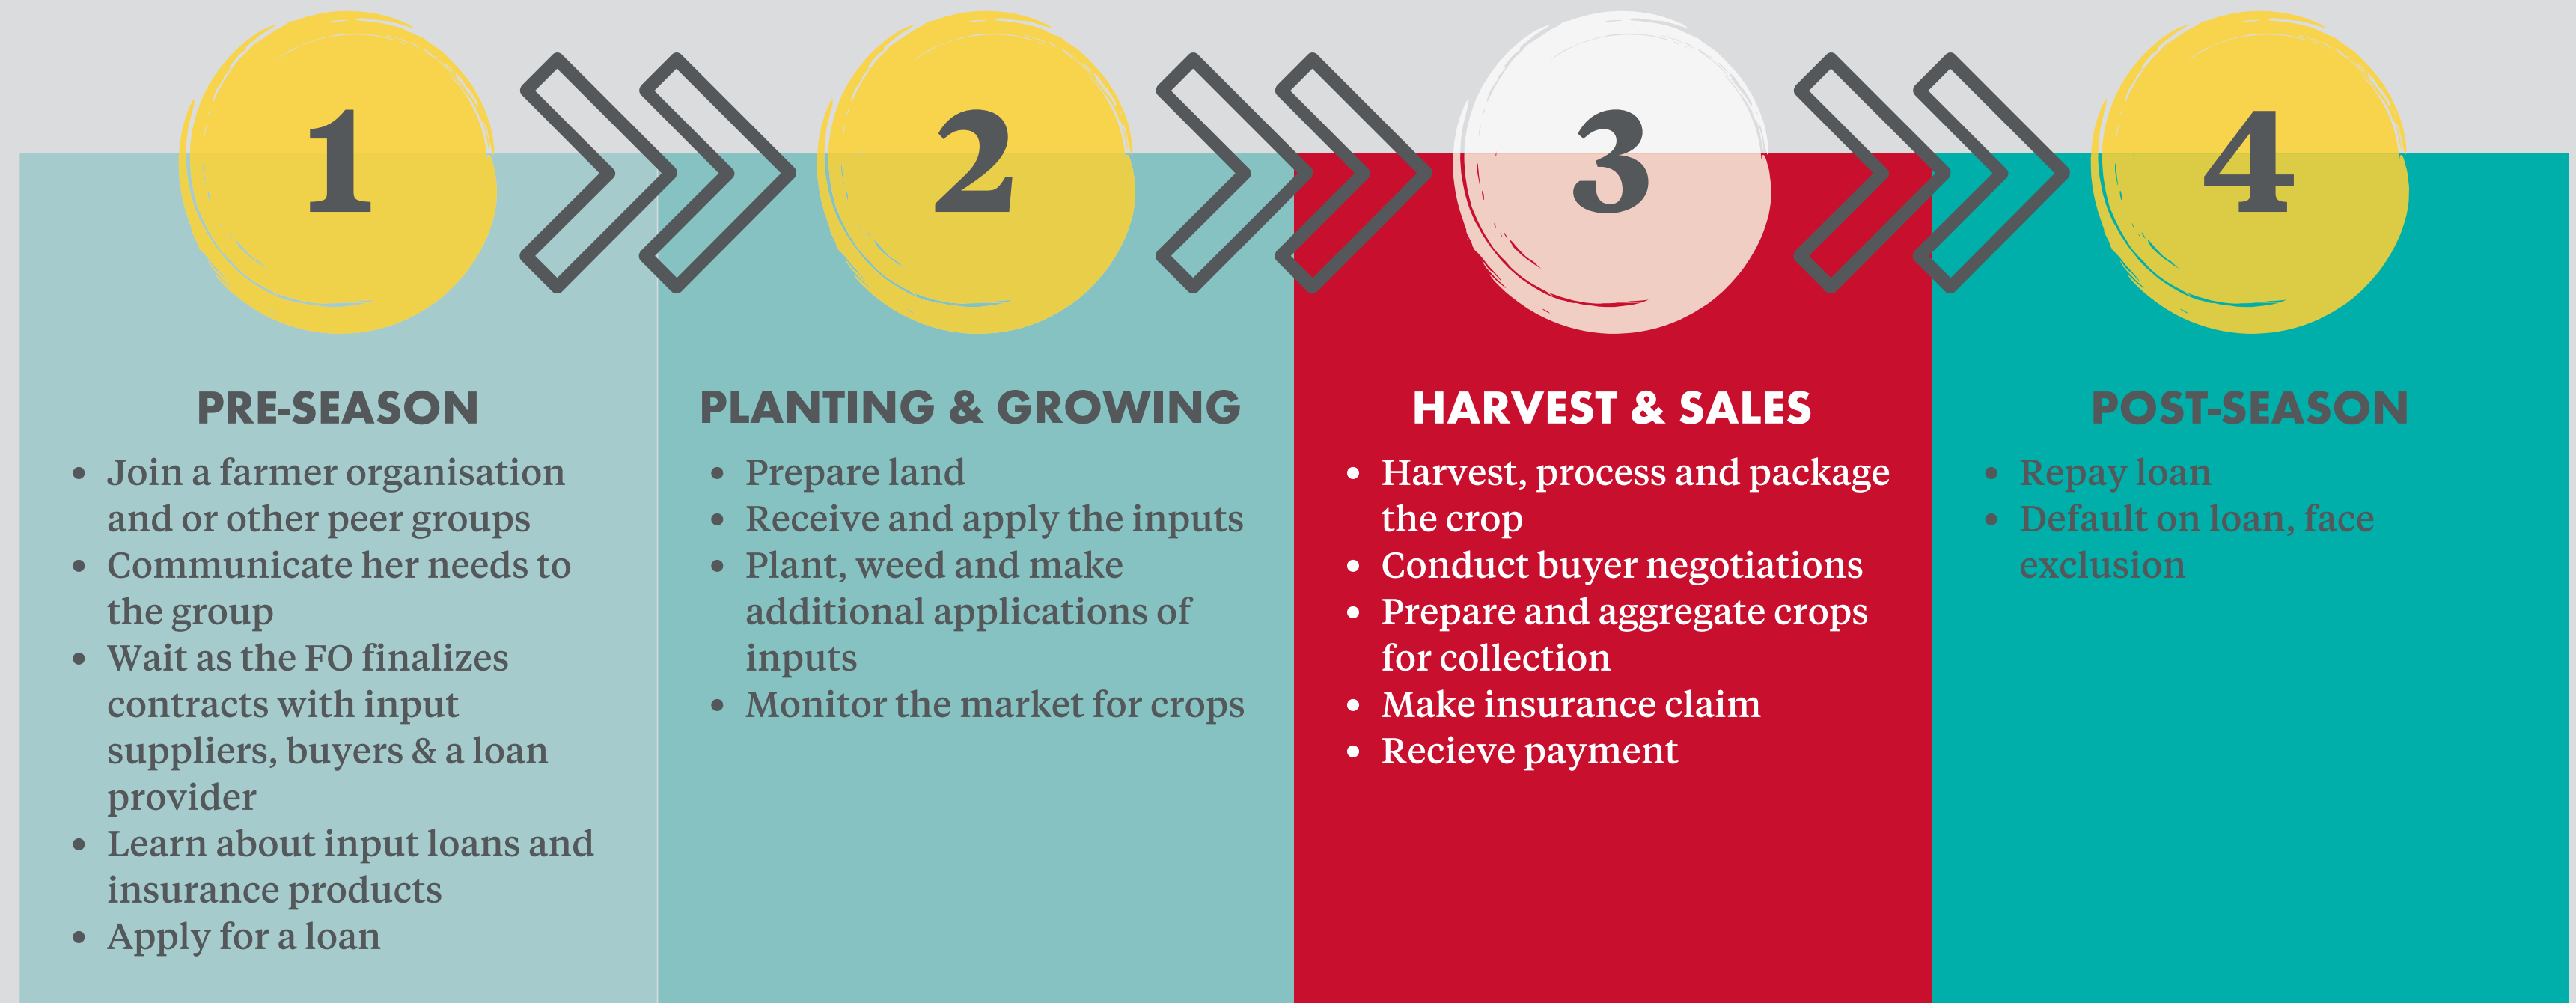 1
PRE-SEASON
• Join a farmer organisation
and or other peer groups
• Communicate her needs to
the group
• Wait as the FO finalizes
contracts with input
suppliers, buyers & a loan
provider
• Learn about input loans and
insurance products
• Apply for a loan
2
PLANTING & GROWING
• Prepare land
• Receive and apply the inputs
• Plant, weed and make
additional applications of
inputs
• Monitor the market for crops
3
HARVEST & SALES
• Harvest, process and package
the crop
• Conduct buyer negotiations
• Prepare and aggregate crops
for collection
• Make insurance claim
• Recieve payment
4
POST-SEASON
• Repay loan
• Default on loan, face
exclusion